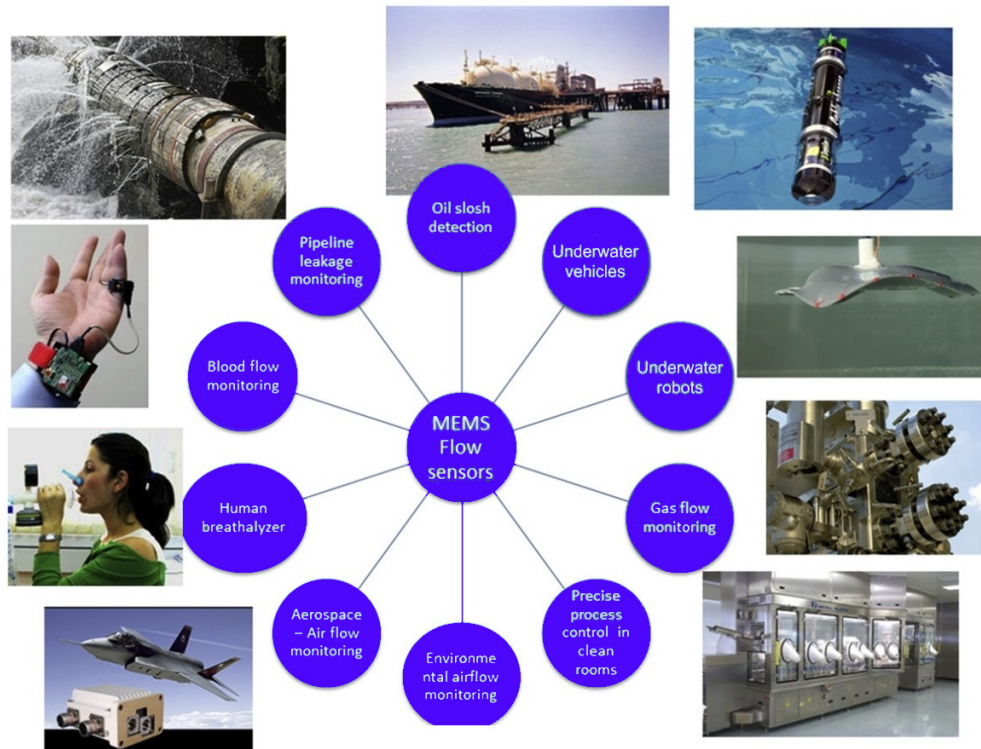 Oil slosh
detection
Pipeline
leakage
monitoring
Underwater
vehicles
Blood flow
monitoring
Underwater
robots
MEMS
Flow
sensors
Human
breathalyzer
Gas flow
monitoring
Aerospace
– Air flow
monitoring
Environme
ntal airflow
monitoring
Precise
process
control in
clean
rooms